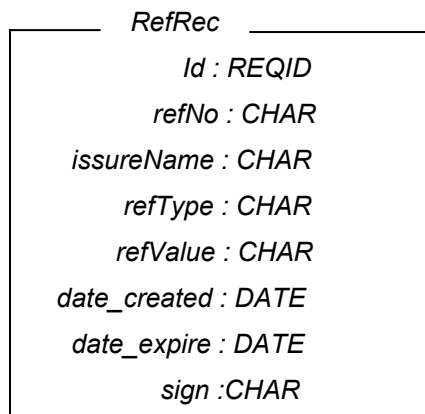 RefRec
Id : REQID
refNo : CHAR
issureName : CHAR
refType : CHAR
refValue : CHAR
date_created : DATE
date_expire : DATE
sign :CHAR